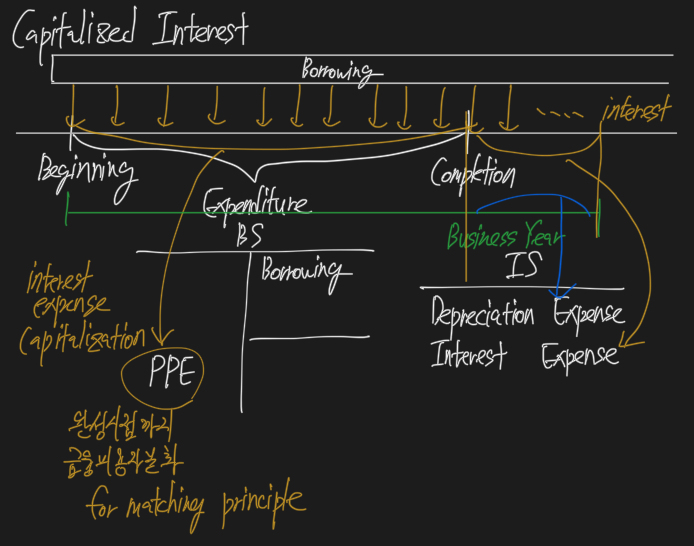 Capitalized Interest
Borrowing
interest
Beginning
Completion
Expenditure
Business Year
BS
IS
Borrowing
interest
expense
capitalization
Depreciation Expense
Interest Expense
PPE
완성시점까지
금융비용자본화
for matching principle